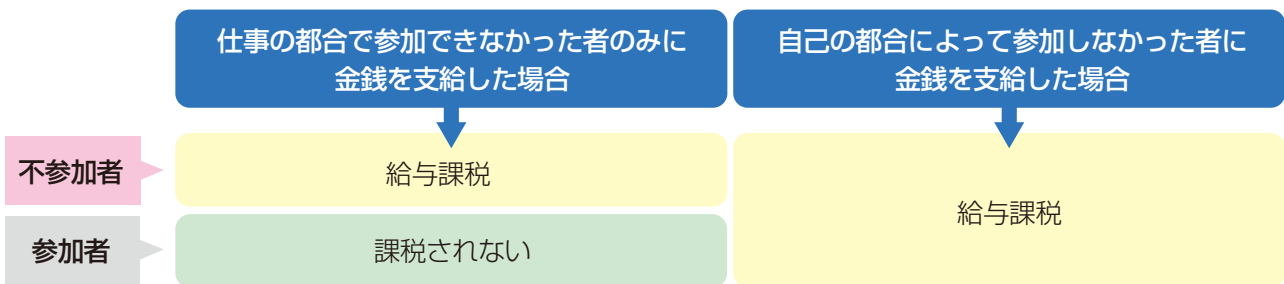 仕事の都合で参加できなかった者のみに
金銭を支給した場合
自己の都合によって参加しなかった者に
金銭を支給した場合
不参加者
給与課税
参加者
課税されない
給与課税